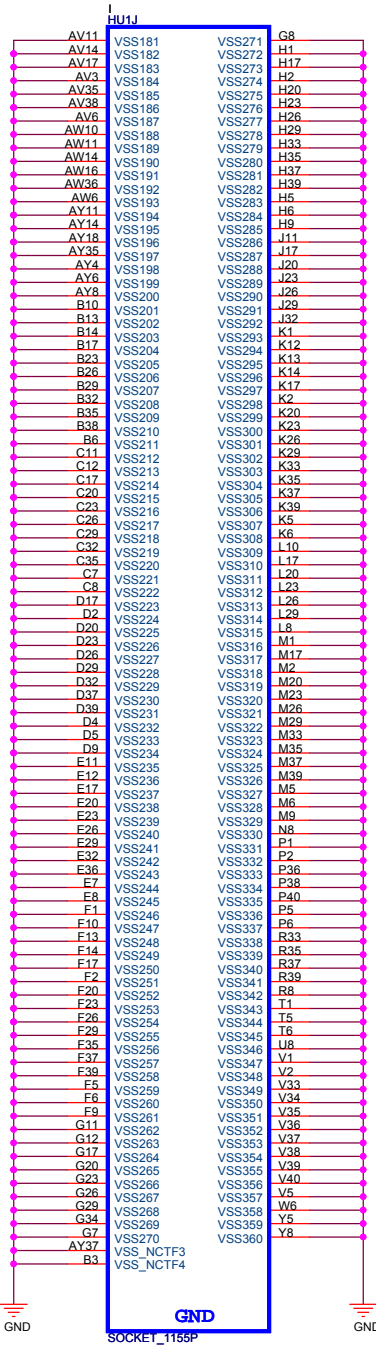 I
HU1J
AV11 VSS181 VSS271 G8
AV14 VSS182 VSS272 H1
AV17 VSS183 VSS273 H17
AV3 VSS184 VSS274 H2
AV35 VSS185 VSS275 H20
AV38 VSS186 VSS276 H23
AV6 VSS187 VSS277 H26
AW10 VSS188 VSS278 H29
AW11 VSS189 VSS279 H33
AW14 VSS190 VSS280 H35
AW16 VSS191 VSS281 H37
AW36 VSS192 VSS282 H39
AW6 VSS193 VSS283 H5
AY11 VSS194 VSS284 H6
AY14 VSS195 VSS285 H9
AY18 VSS196 VSS286 J11
AY35 VSS197 VSS287 J17
AY4 VSS198 VSS288 J20
AY6 VSS199 VSS289 J23
AY8 VSS200 VSS290 J26
B10 VSS201 VSS291 J29
B13 VSS202 VSS292 J32
B14 VSS203 VSS293 K1
B17 VSS204 VSS294 K12
B23 VSS205 VSS295 K13
B26 VSS206 VSS296 K14
B29 VSS207 VSS297 K17
B32 VSS208 VSS298 K2
B35 VSS209 VSS299 K20
B38 VSS210 VSS300 K23
B6 VSS211 VSS301 K26
C11 VSS212 VSS302 K29
C12 VSS213 VSS303 K33
C17 VSS214 VSS304 K35
C20 VSS215 VSS305 K37
C23 VSS216 VSS306 K39
C26 VSS217 VSS307 K5
C29 VSS218 VSS308 K6
C32 VSS219 VSS309 L10
C35 VSS220 VSS310 L17
C7 VSS221 VSS311 L20
C8 VSS222 VSS312 L23
D17 VSS223 VSS313 L26
D2 VSS224 VSS314 L29
D20 VSS225 VSS315 L8
D23 VSS226 VSS316 M1
D26 VSS227 VSS317 M17
D29 VSS228 VSS318 M2
D32 VSS229 VSS319 M20
D37 VSS230 VSS320 M23
D39 VSS231 VSS321 M26
D4 VSS232 VSS322 M29
D5 VSS233 VSS323 M33
D9 VSS234 VSS324 M35
E11 VSS235 VSS325 M37
E12 VSS236 VSS326 M39
E17 VSS237 VSS327 M5
E20 VSS238 VSS328 M6
E23 VSS239 VSS329 M9
E26 VSS240 VSS330 N8
E29 VSS241 VSS331 P1
E32 VSS242 VSS332 P2
E36 VSS243 VSS333 P36
E7 VSS244 VSS334 P38
E8 VSS245 VSS335 P40
F1 VSS246 VSS336 P5
F10 VSS247 VSS337 P6
F13 VSS248 VSS338 R33
F14 VSS249 VSS339 R35
F17 VSS250 VSS340 R37
F2 VSS251 VSS341 R39
F20 VSS252 VSS342 R8
F23 VSS253 VSS343 T1
F26 VSS254 VSS344 T5
F29 VSS255 VSS345 T6
F35 VSS256 VSS346 U8
F37 VSS257 VSS347 V1
F39 VSS258 VSS348 V2
F5 VSS259 VSS349 V33
F6 VSS260 VSS350 V34
F9 VSS261 VSS351 V35
G11 VSS262 VSS352 V36
G12 VSS263 VSS353 V37
G17 VSS264 VSS354 V38
G20 VSS265 VSS355 V39
G23 VSS266 VSS356 V40
G26 VSS267 VSS357 V5
G29 VSS268 VSS358 W6
G34 VSS269 VSS359 Y5
G7 VSS270 VSS360 Y8
AY37 VSS_NCTF3
B3 VSS_NCTF4
GND
GND GND
SOCKET_1155P